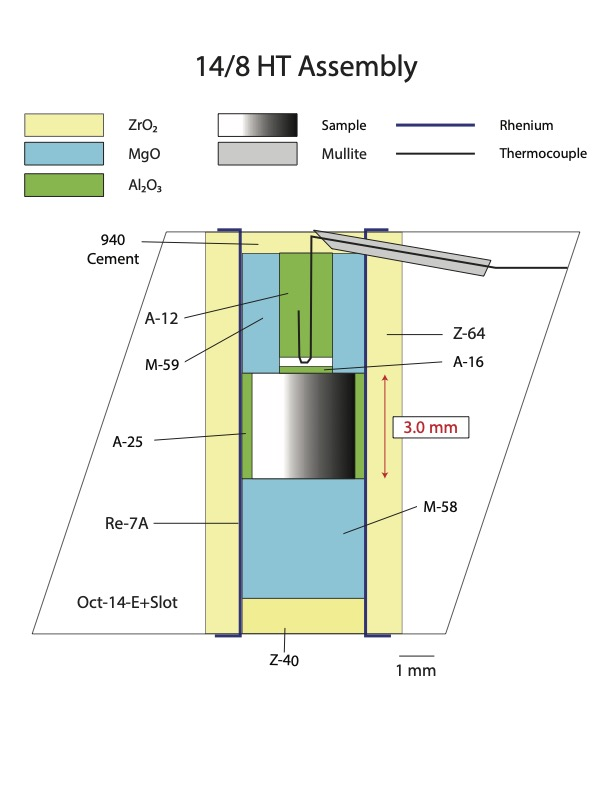 14/8 HT Assembly
ZrO₂
Sample
Rhenium
MgO
Mullite
Thermocouple
Al₂O₃
940
Cement
A-12
Z-64
M-59
A-16
3.0 mm
A-25
M-58
Re-7A
Oct-14-E+Slot
Z-40
1 mm